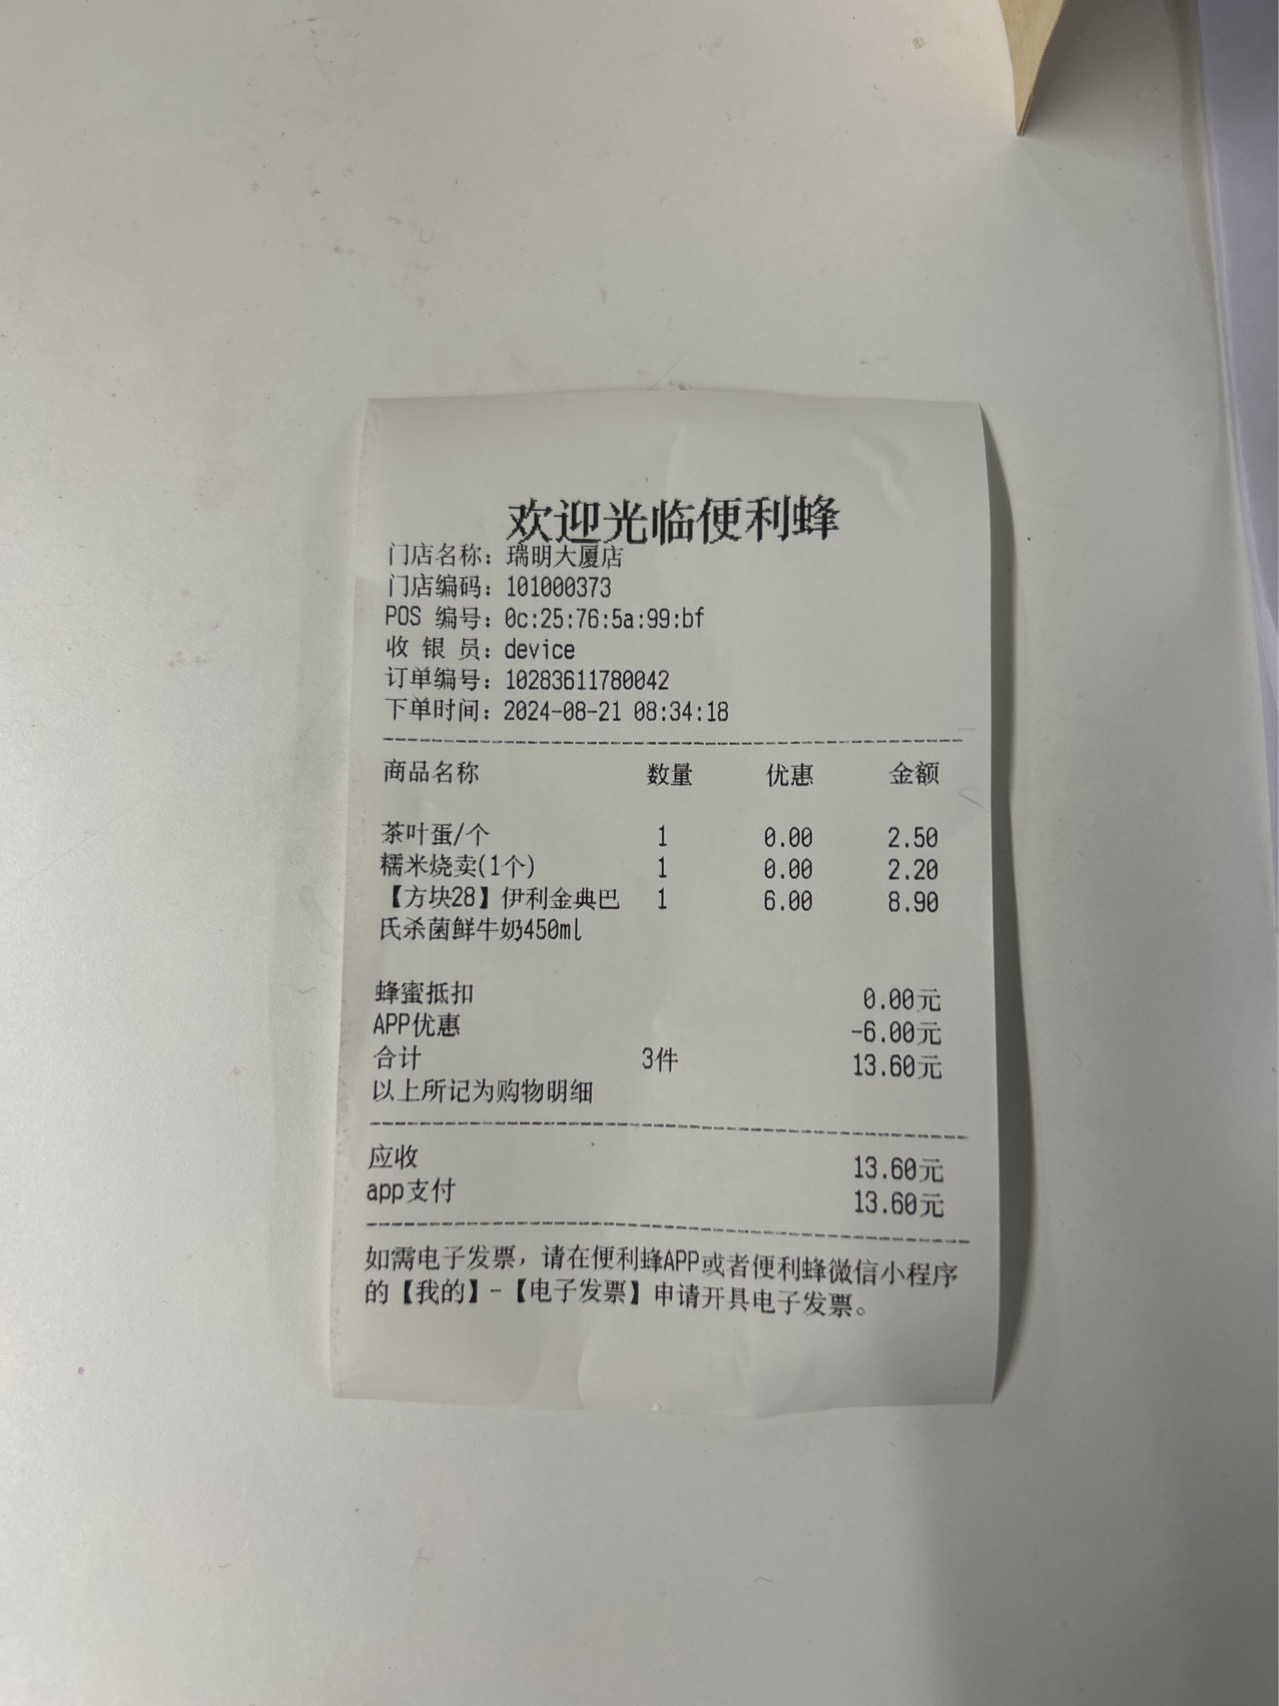 欢迎光临便利蜂
门店名称：瑞明大厦店
门店编码：101000373
POS 编号：0c:25:76:5a:99:bf
收 银 员：device
订单编号：10283611780042
下单时间：2024-08-21 08:34:18
商品名称 数量 优惠 金额
茶叶蛋/个 1 0.00 2.50
糯米烧卖(1个) 1 0.00 2.20
【方块28】伊利金典巴 1 6.00 8.90
氏杀菌鲜牛奶450ml
蜂蜜抵扣 0.00元
APP优惠 -6.00元
合计 3件 13.60元
以上所记为购物明细
应收 13.60元
app支付 13.60元
如需电子发票，请在便利蜂APP或者便利蜂微信小程序
的【我的】-【电子发票】申请开具电子发票。